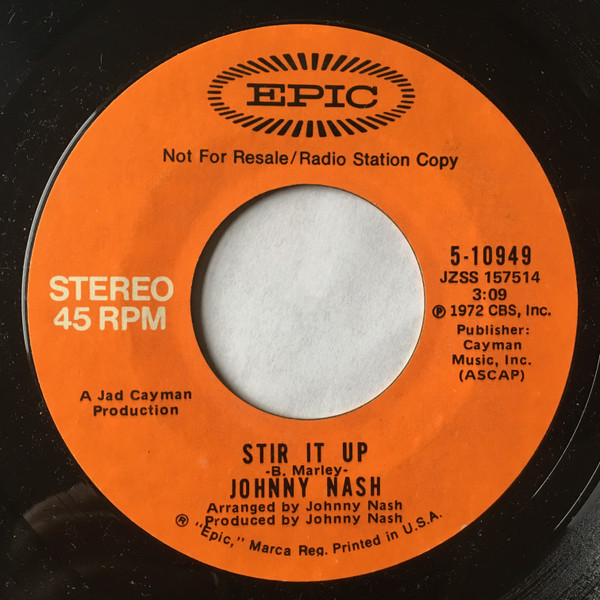 EPIC
Not For Resale/Radio Station Copy
STEREO
45 RPM
5-10949
JZSS 157514
3:09
℗ 1972 CBS, Inc.
Publisher:
Cayman
Music, Inc.
(ASCAP)
A Jad Cayman
Production
STIR IT UP
-B. Marley-
JOHNNY NASH
Arranged by Johnny Nash
Produced by Johnny Nash
® "Epic," Marca Reg. Printed in U.S.A.